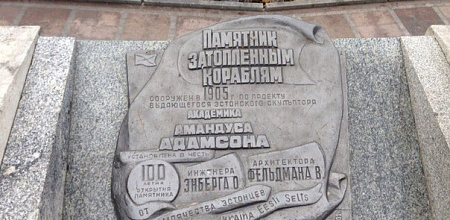 ПАМЯТНИК
ЗАТОПЛЕННЫМ
КОРАБЛЯМ
СООРУЖЕН В 1905 г. ПО ПРОЕКТУ
ВЫДАЮЩЕГОСЯ ЭСТОНСКОГО СКУЛЬПТОРА
АКАДЕМИКА
АМАНДУСА
АДАМСОНА
УСТАНОВЛЕНА В ЧЕСТЬ
100
ЛЕТИЯ
ОТКРЫТИЯ
ПАМЯТНИКА
ИНЖЕНЕРА
ЭНБЕРГА О.
АРХИТЕКТОРА
ФЕЛЬДМАНА В.
ОТ ЭСТОНЦЕВ
EESTI SELTS